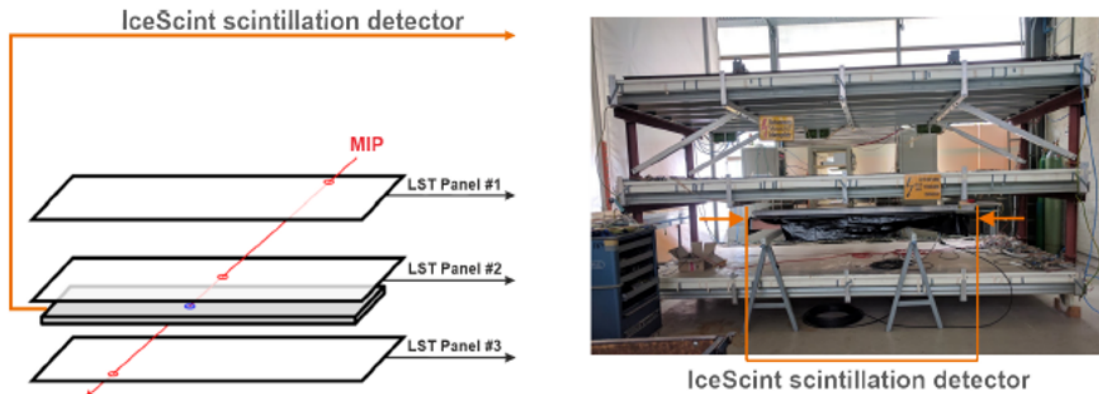 IceScint scintillation detector
MIP
LST Panel #1
LST Panel #2
LST Panel #3
IceScint scintillation detector